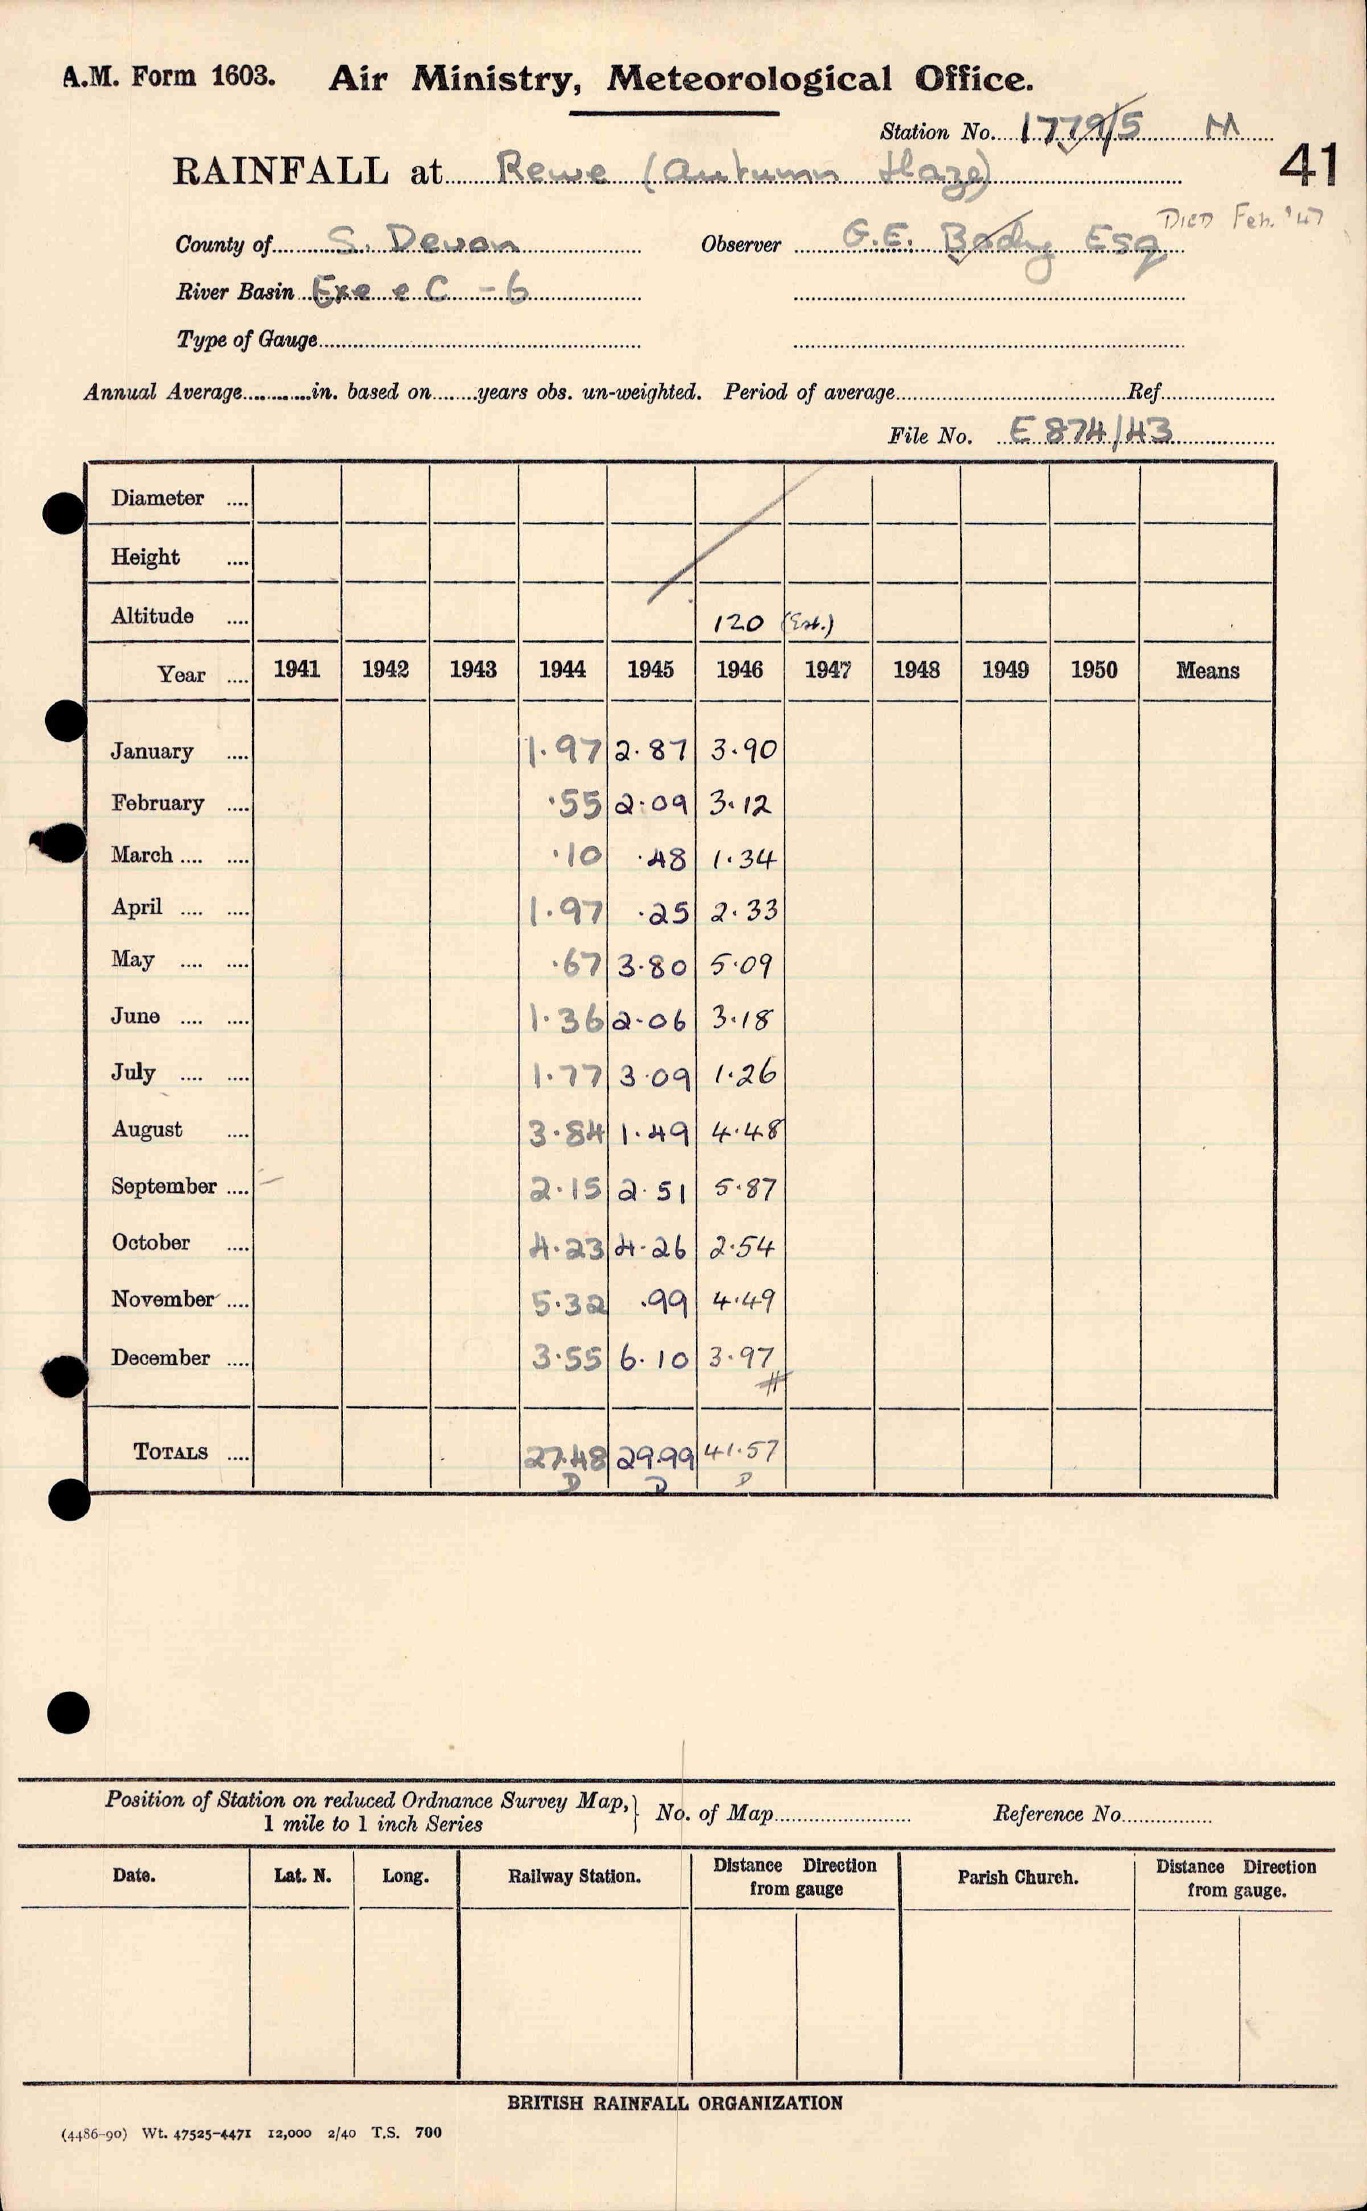 A.M. Form 1603. Air Ministry, Meteorological Office.
Station No. 1779/5 M
41
RAINFALL at Rewe (Autumn Haze)
Died Feb. '47
County of S. Devon Observer G.E. Body Esq
River Basin Exe e C - 6
Type of Gauge
Annual Average in. based on years obs. un-weighted. Period of average Ref
File No. E 874/43
Diameter
Height
Altitude 120 (Est.)
Year 1941 1942 1943 1944 1945 1946 1947 1948 1949 1950 Means
January 1.97 2.87 3.90
February .55 2.09 3.12
March .10 .48 1.34
April 1.97 .25 2.33
May .67 3.80 5.09
June 1.36 2.06 3.18
July 1.77 3.09 1.26
August 3.84 1.49 4.48
September 2.15 2.51 5.87
October 4.23 4.26 2.54
November 5.32 .99 4.49
December 3.55 6.10 3.97
TOTALS 27.48 29.99 41.57
D D D
Position of Station on reduced Ordnance Survey Map, 1 mile to 1 inch Series } No. of Map Reference No.
Date. Lat. N. Long. Railway Station. Distance Direction from gauge Parish Church. Distance Direction from gauge.
BRITISH RAINFALL ORGANIZATION
(4486-90) Wt. 47525-4471 12,000 2/40 T.S. 700